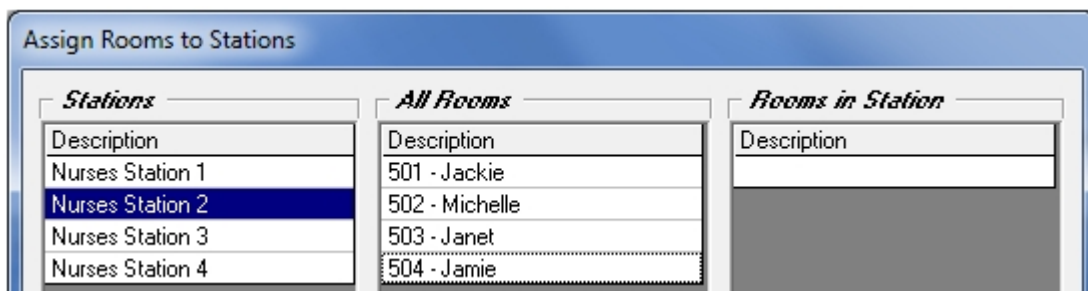 Assign Rooms to Stations
Stations
Description
Nurses Station 1
Nurses Station 2
Nurses Station 3
Nurses Station 4
All Rooms
Description
501 - Jackie
502 - Michelle
503 - Janet
504 - Jamie
Rooms in Station
Description